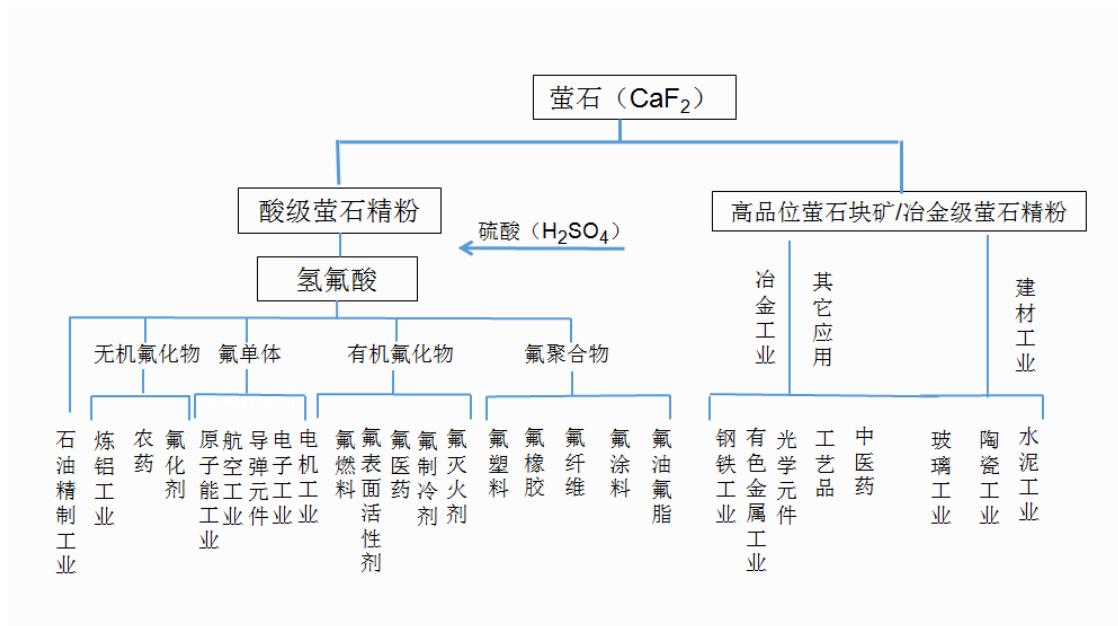 萤石（CaF₂）
酸级萤石精粉
高品位萤石块矿/冶金级萤石精粉
硫酸（H₂SO₄）
氢氟酸
冶金工业
其它应用
建材工业
无机氟化物
氟单体
有机氟化物
氟聚合物
石油精制工业
炼铝工业
农药
氟化剂
原子能工业
航空工业
导弹元件
电子工业
电机工业
氟燃料
氟表面活性剂
氟医药
氟制冷剂
氟灭火剂
氟塑料
氟橡胶
氟纤维
氟涂料
氟油氟脂
钢铁工业
有色金属工业
光学元件
工艺品
中医药
玻璃工业
陶瓷工业
水泥工业